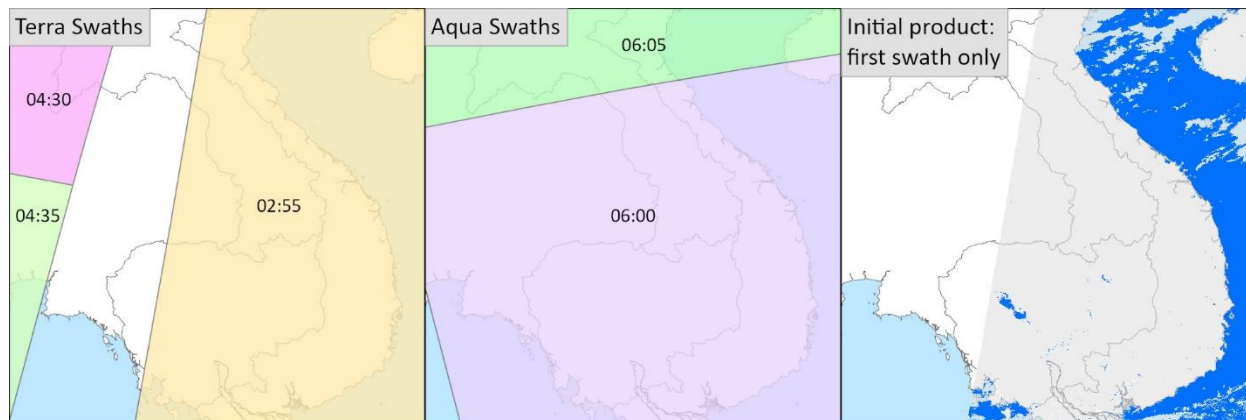 Terra Swaths
04:30
04:35
02:55
Aqua Swaths
06:05
06:00
Initial product:
first swath only